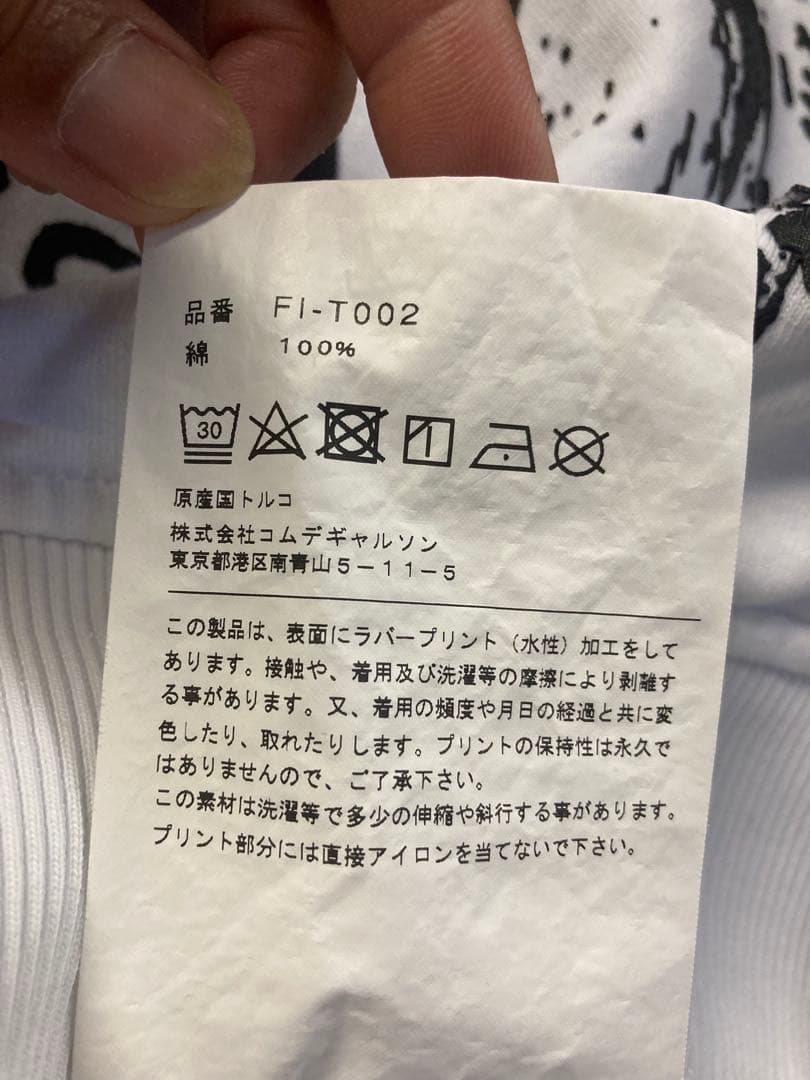 品番 FI-T002
綿 100%
30
原産国トルコ
株式会社コムデギャルソン
東京都港区南青山5-11-5
この製品は、表面にラバープリント（水性）加工をして
あります。接触や、着用及び洗濯等の摩擦により剥離す
る事があります。又、着用の頻度や月日の経過と共に変
色したり、取れたりします。プリントの保持性は永久で
はありませんので、ご了承下さい。
この素材は洗濯等で多少の伸縮や斜行する事があります。
プリント部分には直接アイロンを当てないで下さい。